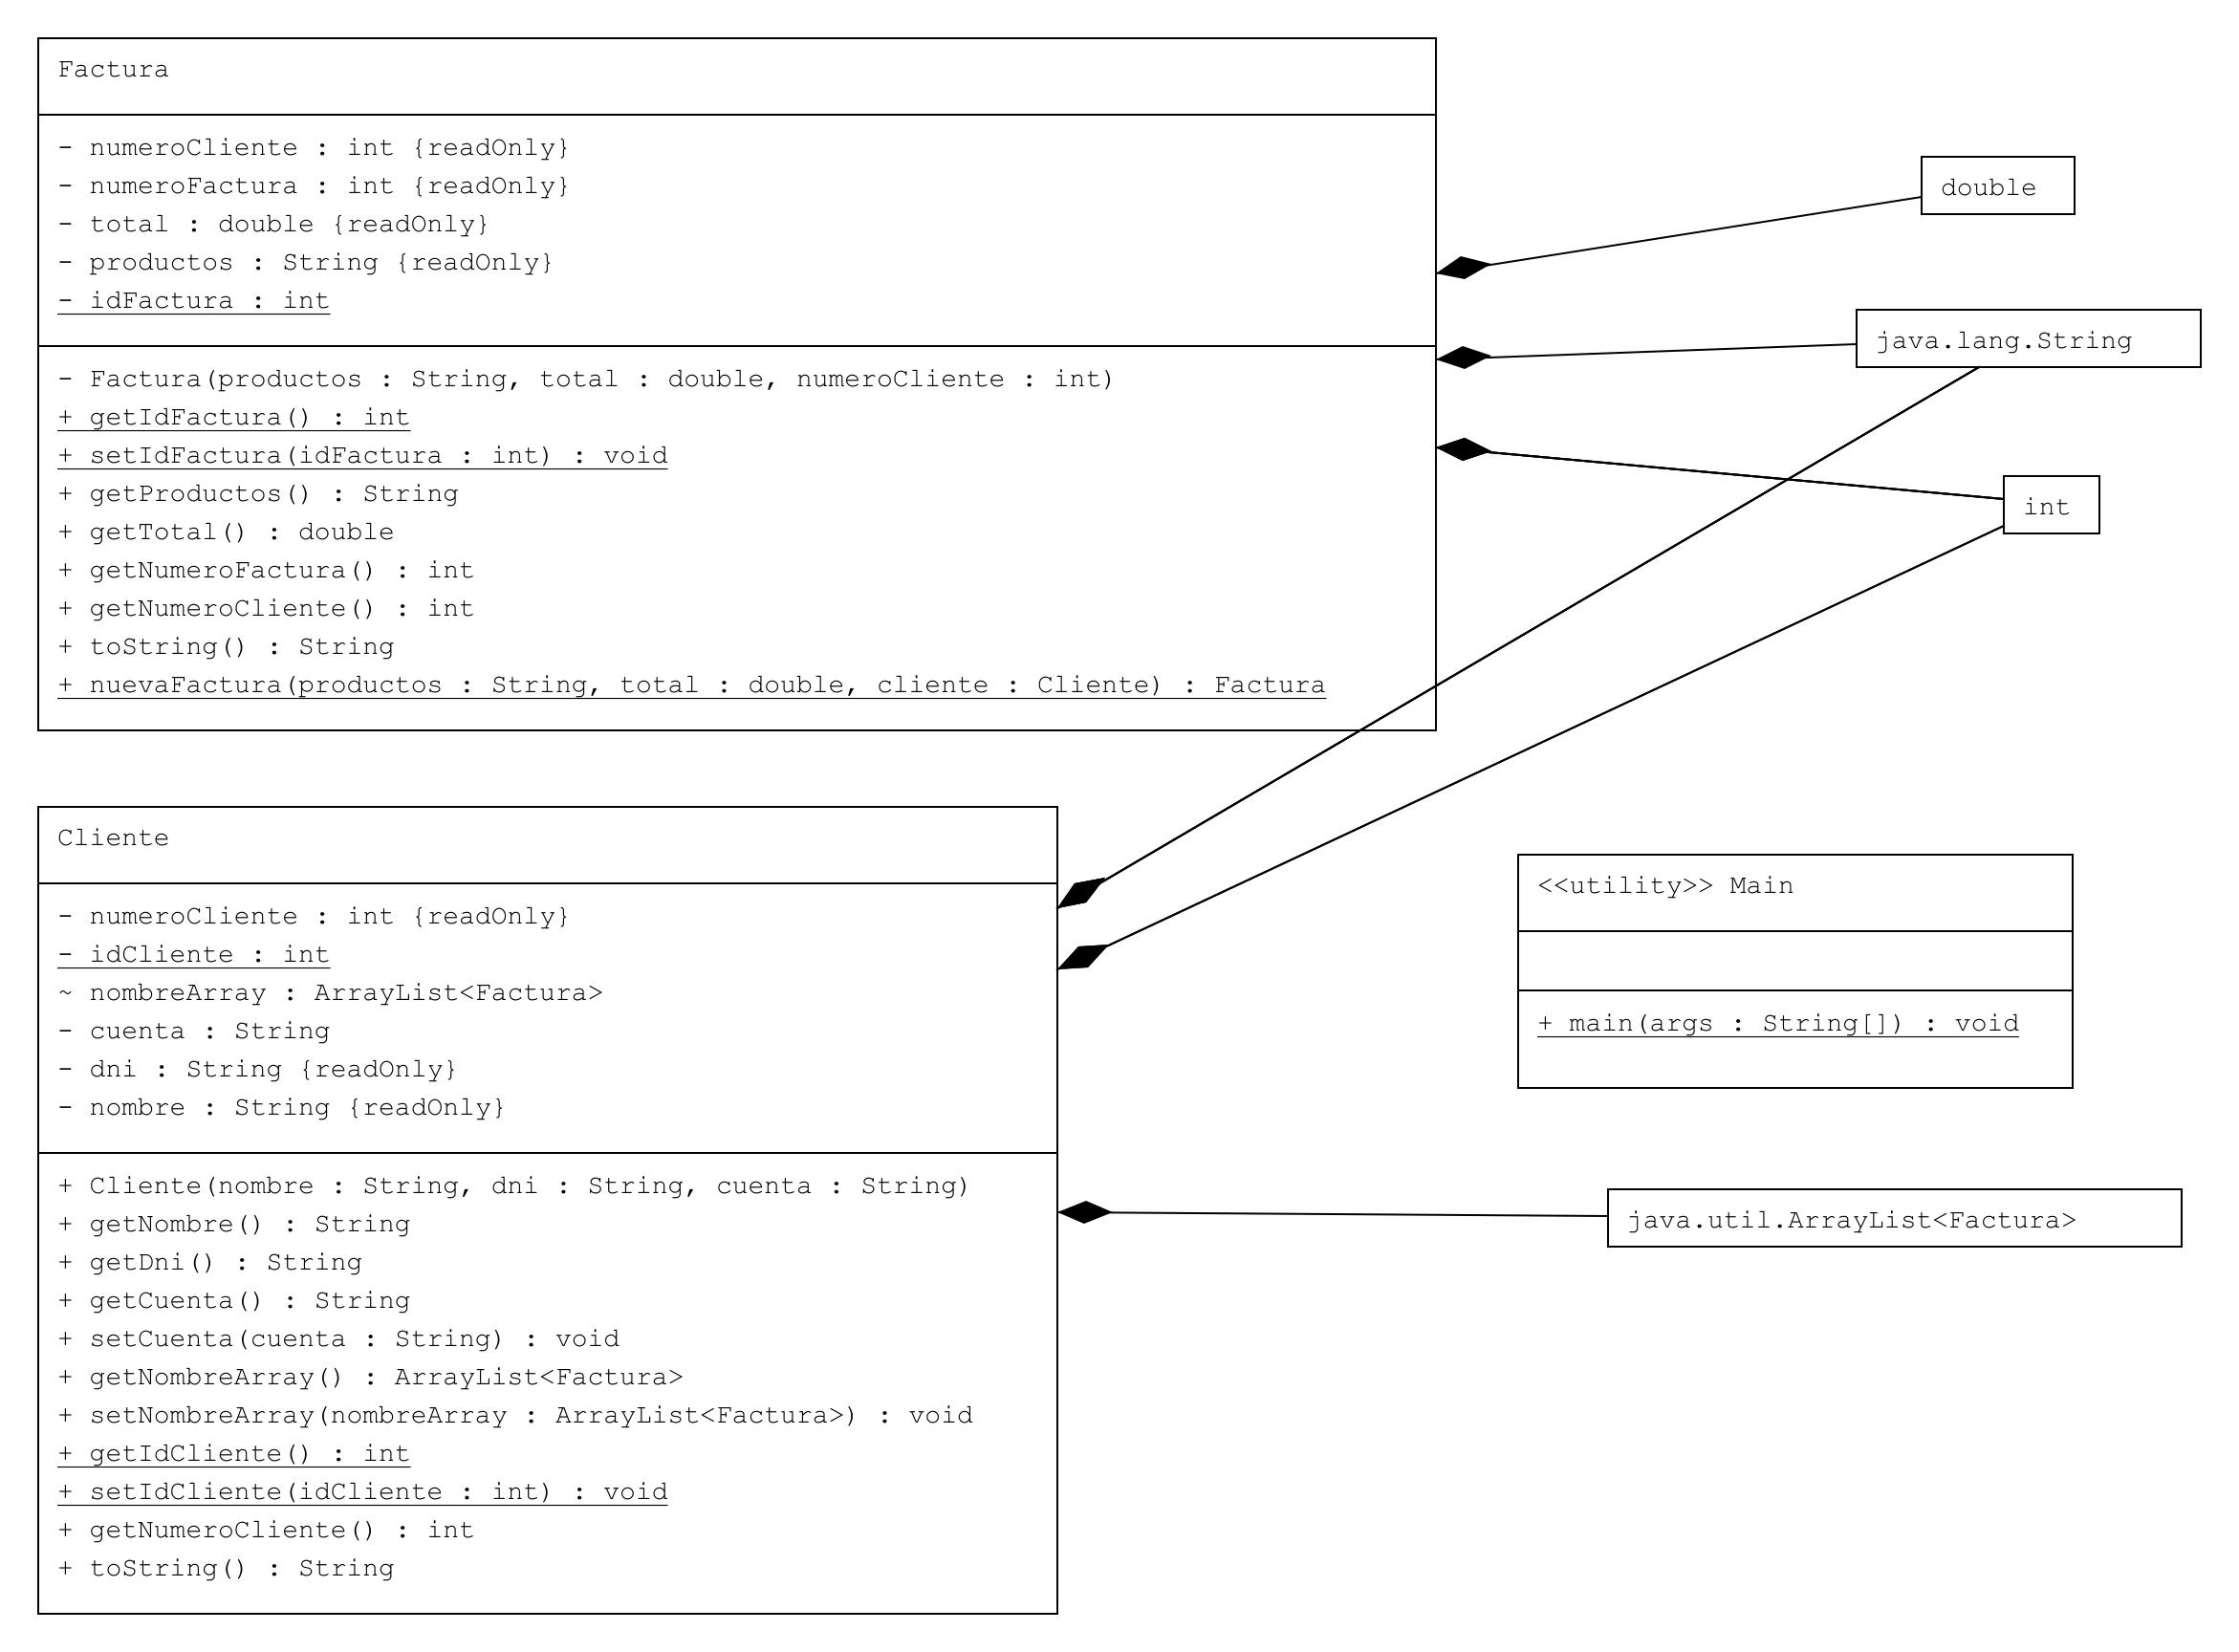 Factura
- numeroCliente : int {readOnly}
- numeroFactura : int {readOnly}
- total : double {readOnly}
- productos : String {readOnly}
- idFactura : int
- Factura(productos : String, total : double, numeroCliente : int)
+ getIdFactura() : int
+ setIdFactura(idFactura : int) : void
+ getProductos() : String
+ getTotal() : double
+ getNumeroFactura() : int
+ getNumeroCliente() : int
+ toString() : String
+ nuevaFactura(productos : String, total : double, cliente : Cliente) : Factura
double
java.lang.String
int
Cliente
- numeroCliente : int {readOnly}
- idCliente : int
~ nombreArray : ArrayList<Factura>
- cuenta : String
- dni : String {readOnly}
- nombre : String {readOnly}
+ Cliente(nombre : String, dni : String, cuenta : String)
+ getNombre() : String
+ getDni() : String
+ getCuenta() : String
+ setCuenta(cuenta : String) : void
+ getNombreArray() : ArrayList<Factura>
+ setNombreArray(nombreArray : ArrayList<Factura>) : void
+ getIdCliente() : int
+ setIdCliente(idCliente : int) : void
+ getNumeroCliente() : int
+ toString() : String
<<utility>> Main
+ main(args : String[]) : void
java.util.ArrayList<Factura>